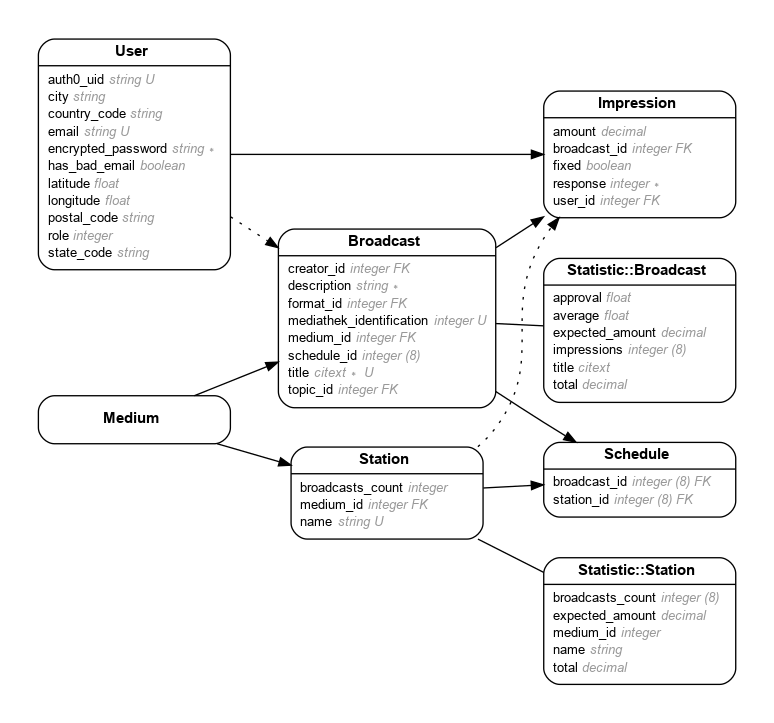 User
auth0_uid string U
city string
country_code string
email string U
encrypted_password string *
has_bad_email boolean
latitude float
longitude float
postal_code string
role integer
state_code string
Medium
Broadcast
creator_id integer FK
description string *
format_id integer FK
mediathek_identification integer U
medium_id integer FK
schedule_id integer (8)
title citext * U
topic_id integer FK
Station
broadcasts_count integer
medium_id integer FK
name string U
Impression
amount decimal
broadcast_id integer FK
fixed boolean
response integer *
user_id integer FK
Statistic::Broadcast
approval float
average float
expected_amount decimal
impressions integer (8)
title citext
total decimal
Schedule
broadcast_id integer (8) FK
station_id integer (8) FK
Statistic::Station
broadcasts_count integer (8)
expected_amount decimal
medium_id integer
name string
total decimal